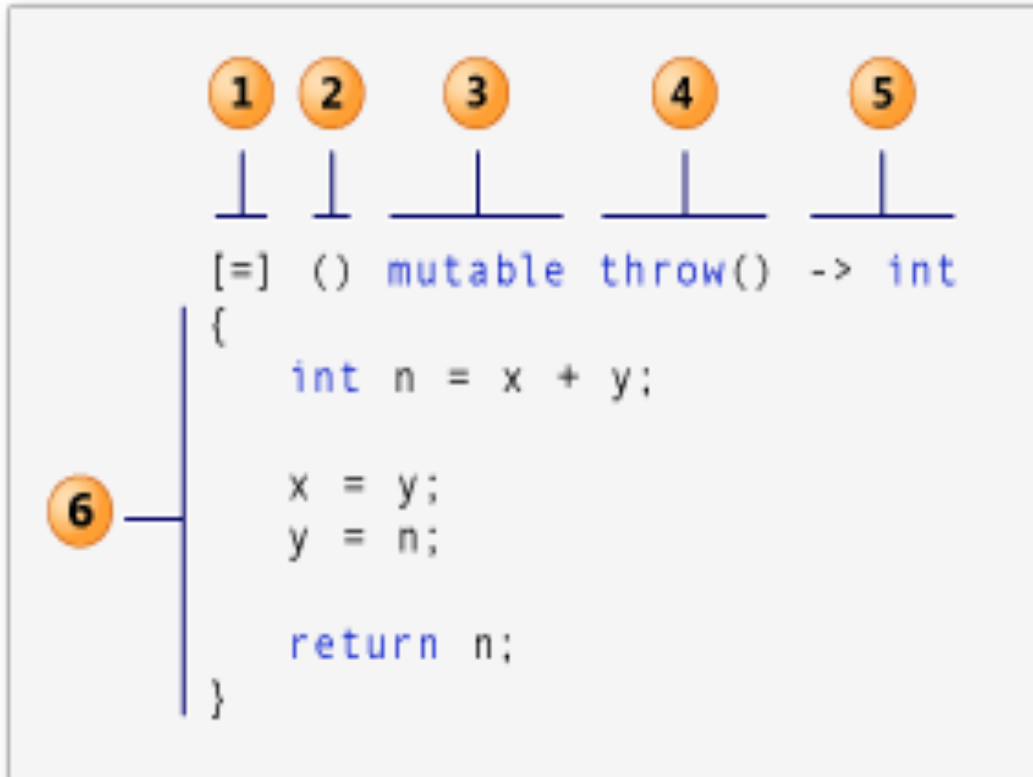 1 2 3 4 5
[=] () mutable throw() -> int
{
int n = x + y;
x = y;
6
y = n;
return n;
}